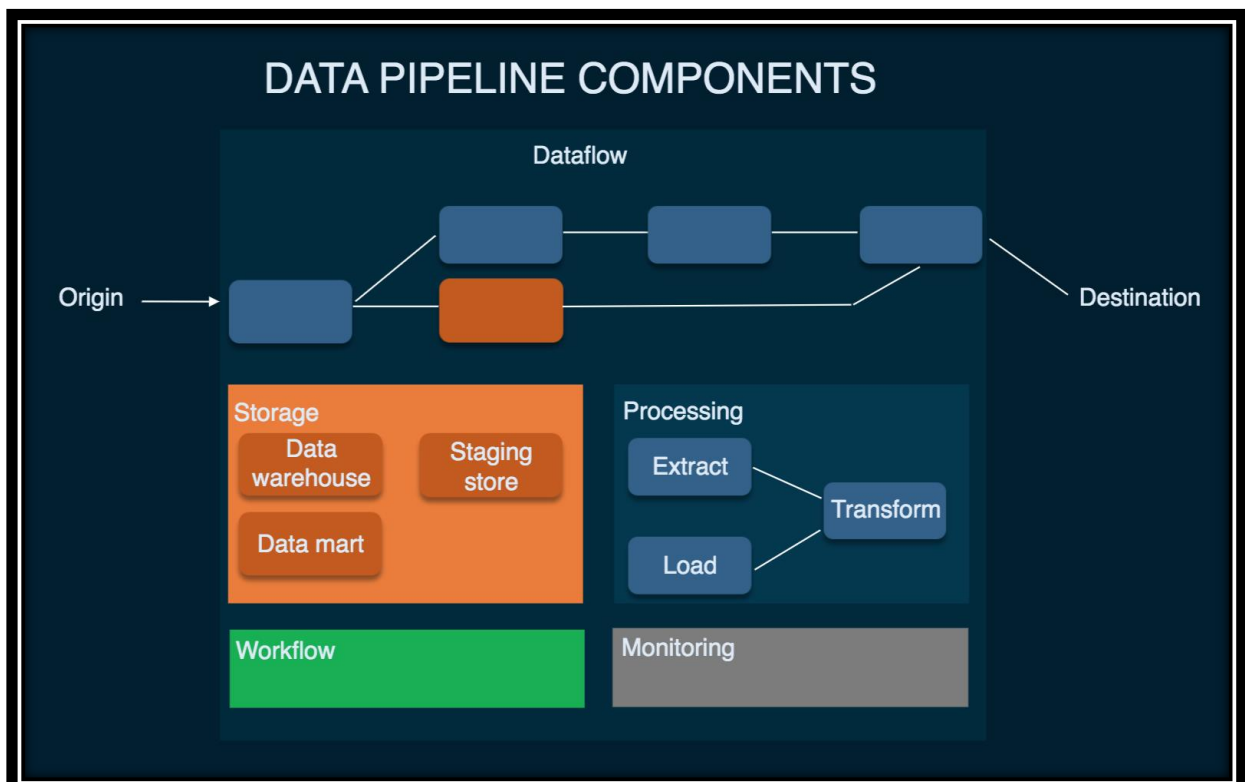 DATA PIPELINE COMPONENTS
Dataflow
Origin
Destination
Storage
Data
warehouse
Staging
store
Data mart
Processing
Extract
Transform
Load
Workflow
Monitoring